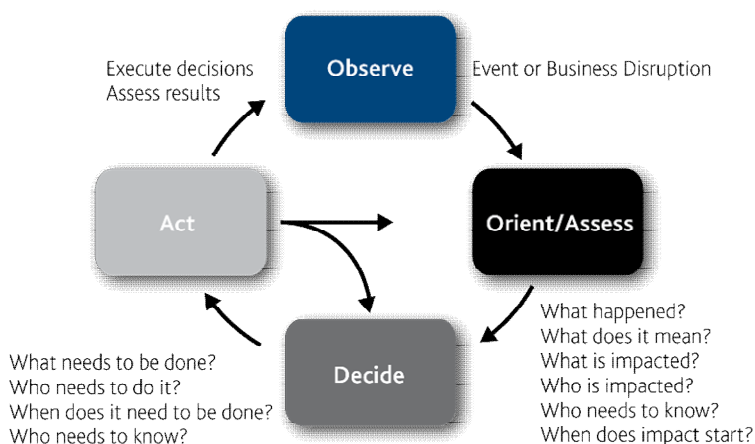 Observe
Execute decisions
Assess results
Event or Business Disruption
Act
Orient/Assess
Decide
What happened?
What does it mean?
What is impacted?
Who is impacted?
Who needs to know?
When does impact start?
What needs to be done?
Who needs to do it?
When does it need to be done?
Who needs to know?